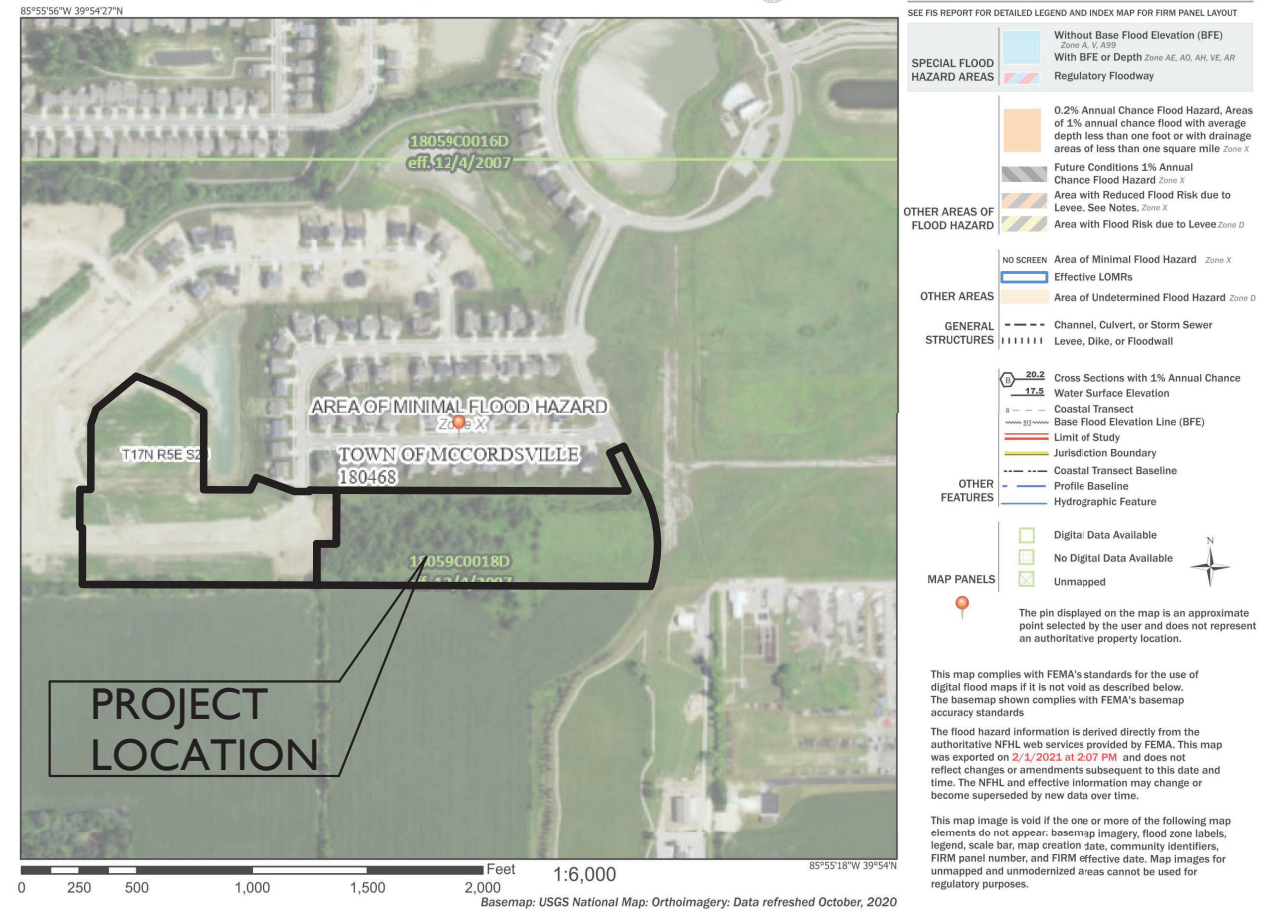 85°55'56"W 39°54'27"N
18059C0016D
eff. 12/4/2007
AREA OF MINIMAL FLOOD HAZARD
Zone X
T17N R5E
TOWN OF MCCORDSVILLE
180468
18059C0018D
eff. 12/4/2007
PROJECT
LOCATION
85°55'18"W 39°54'N
Feet
1:6,000
0 250 500 1,000 1,500 2,000
Basemap: USGS National Map: Orthoimagery: Data refreshed October, 2020
SEE FIS REPORT FOR DETAILED LEGEND AND INDEX MAP FOR FIRM PANEL LAYOUT
SPECIAL FLOOD
HAZARD AREAS
Without Base Flood Elevation (BFE)
Zone A, V, A99
With BFE or Depth Zone AE, AO, AH, VE, AR
Regulatory Floodway
OTHER AREAS OF
FLOOD HAZARD
0.2% Annual Chance Flood Hazard, Areas
of 1% annual chance flood with average
depth less than one foot or with drainage
areas of less than one square mile Zone X
Future Conditions 1% Annual
Chance Flood Hazard Zone X
Area with Reduced Flood Risk due to
Levee. See Notes. Zone X
Area with Flood Risk due to Levee Zone D
OTHER AREAS
NO SCREEN Area of Minimal Flood Hazard Zone X
Effective LOMRs
Area of Undetermined Flood Hazard Zone D
GENERAL
STRUCTURES
Channel, Culvert, or Storm Sewer
Levee, Dike, or Floodwall
OTHER
FEATURES
B 20.2 Cross Sections with 1% Annual Chance
17.5 Water Surface Elevation
8 Coastal Transect
513 Base Flood Elevation Line (BFE)
Limit of Study
Jurisdiction Boundary
Coastal Transect Baseline
Profile Baseline
Hydrographic Feature
MAP PANELS
Digital Data Available
No Digital Data Available
Unmapped
N
The pin displayed on the map is an approximate
point selected by the user and does not represent
an authoritative property location.
This map complies with FEMA's standards for the use of
digital flood maps if it is not void as described below.
The basemap shown complies with FEMA's basemap
accuracy standards
The flood hazard information is derived directly from the
authoritative NFHL web services provided by FEMA. This map
was exported on 2/1/2021 at 2:07 PM and does not
reflect changes or amendments subsequent to this date and
time. The NFHL and effective information may change or
become superseded by new data over time.
This map image is void if the one or more of the following map
elements do not appear: basemap imagery, flood zone labels,
legend, scale bar, map creation date, community identifiers,
FIRM panel number, and FIRM effective date. Map images for
unmapped and unmodernized areas cannot be used for
regulatory purposes.